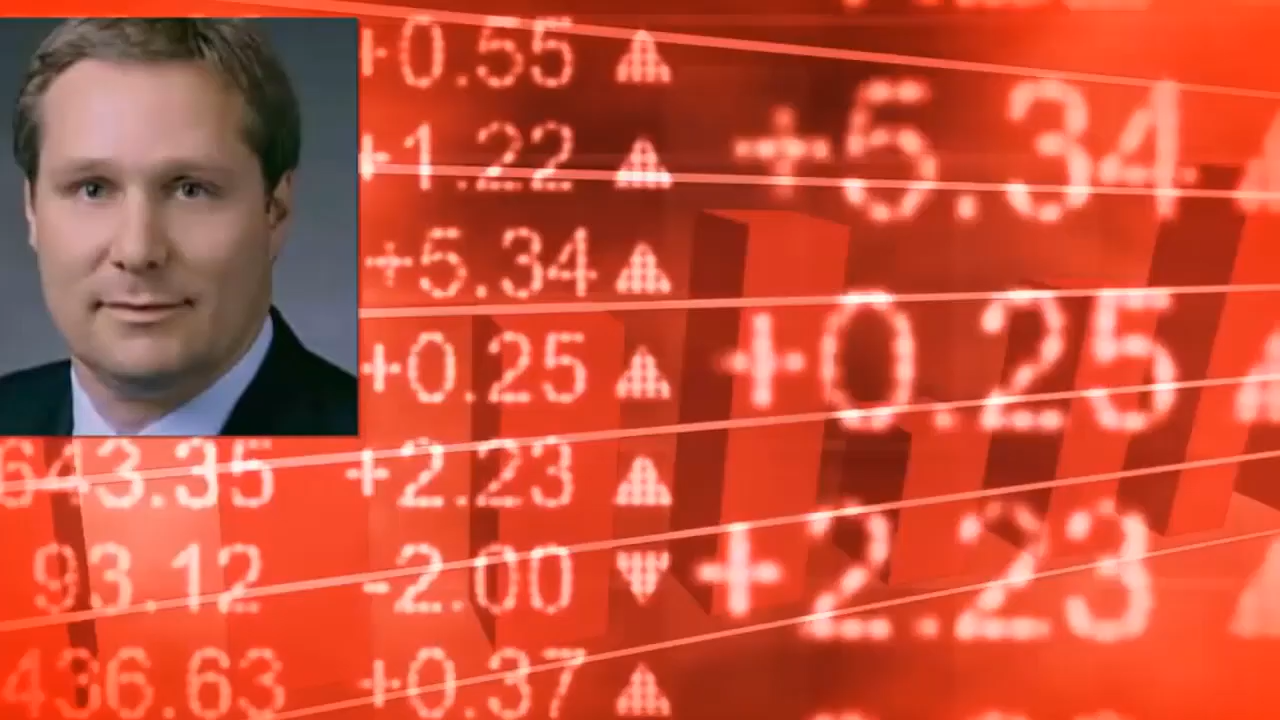 +0.55 ▲
+1.22 ▲
+5.34 ▲
+0.25 ▲
643.35 +2.23 ▲
93.12 -2.00 ▼
436.63 +0.37 ▲
+5.34
+0.25
+2.23